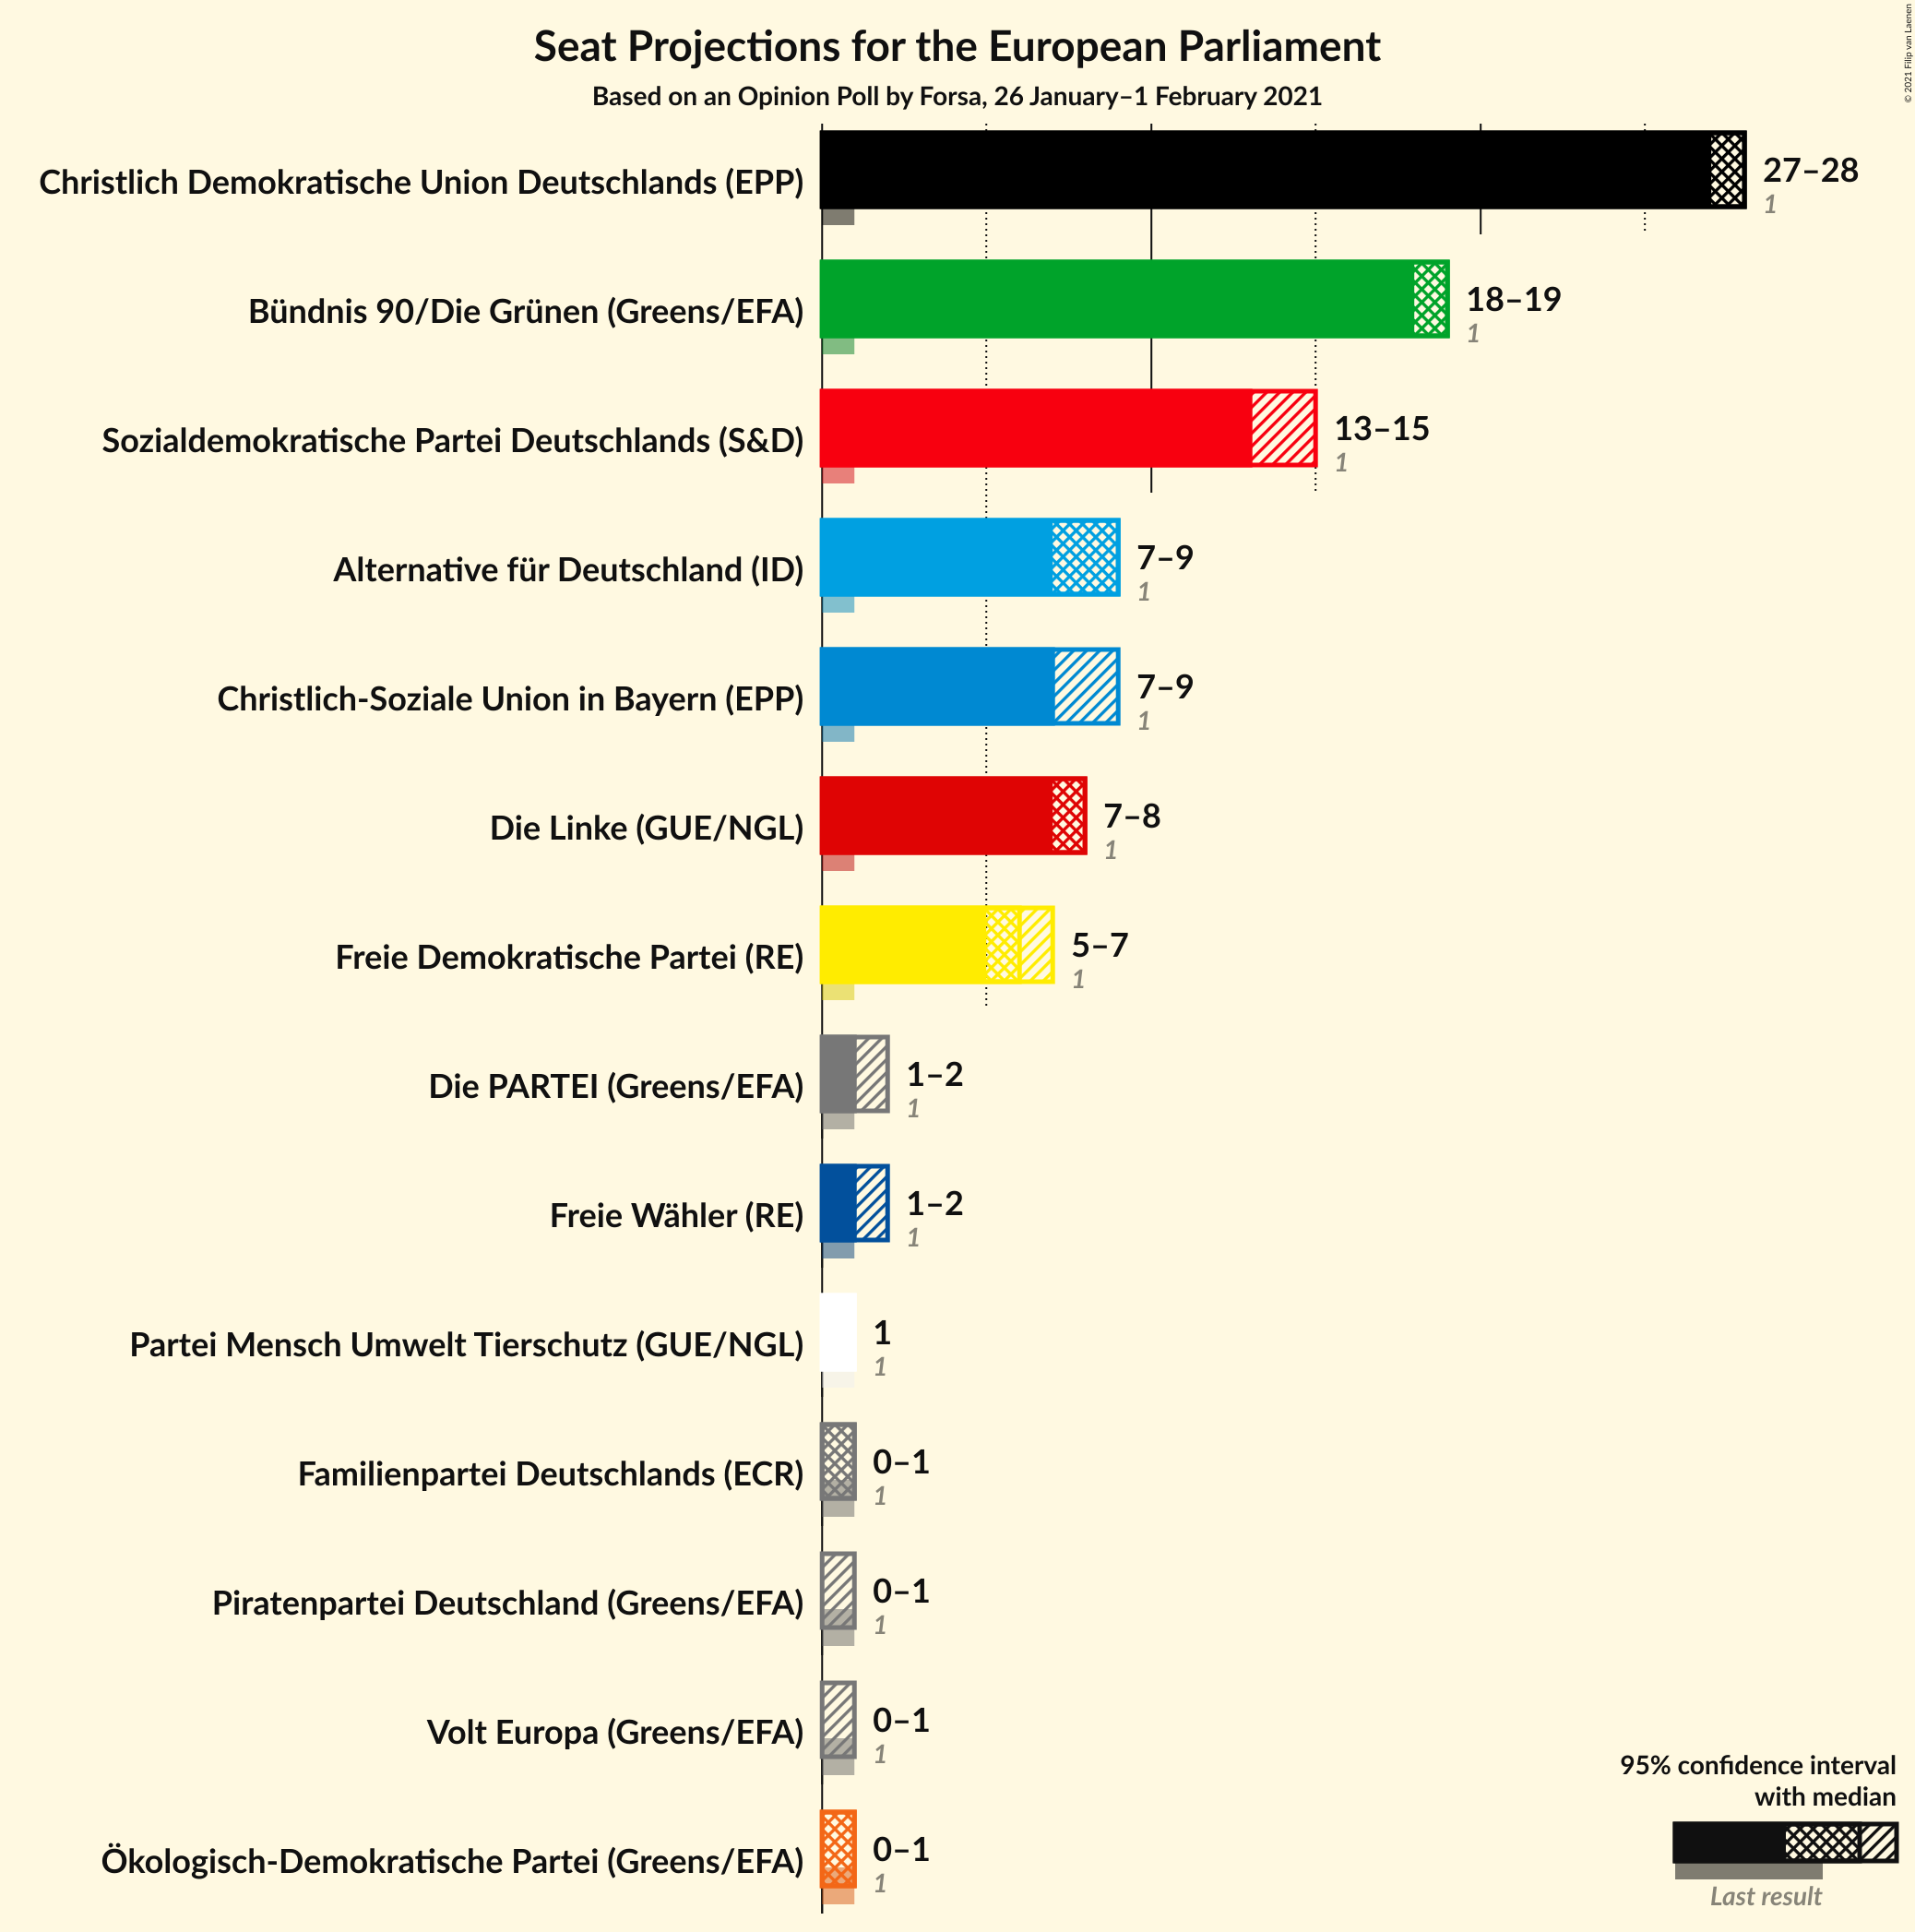 Seat Projections for the European Parliament
Based on an Opinion Poll by Forsa, 26 January–1 February 2021
© 2021 Filip van Laenen
Christlich Demokratische Union Deutschlands (EPP)
27–28
1
Bündnis 90/Die Grünen (Greens/EFA)
18–19
1
Sozialdemokratische Partei Deutschlands (S&D)
13–15
1
Alternative für Deutschland (ID)
7–9
1
Christlich-Soziale Union in Bayern (EPP)
7–9
1
Die Linke (GUE/NGL)
7–8
1
Freie Demokratische Partei (RE)
5–7
1
Die PARTEI (Greens/EFA)
1–2
1
Freie Wähler (RE)
1–2
1
Partei Mensch Umwelt Tierschutz (GUE/NGL)
1
1
Familienpartei Deutschlands (ECR)
0–1
1
Piratenpartei Deutschland (Greens/EFA)
0–1
1
Volt Europa (Greens/EFA)
0–1
1
Ökologisch-Demokratische Partei (Greens/EFA)
0–1
1
95% confidence interval
with median
Last result